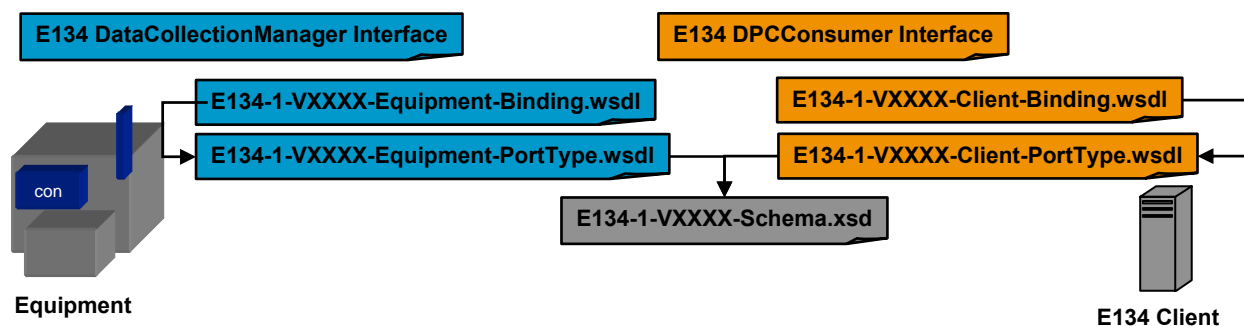 E134 DataCollectionManager Interface
E134 DPCConsumer Interface
E134-1-VXXXX-Equipment-Binding.wsdl
E134-1-VXXXX-Client-Binding.wsdl
E134-1-VXXXX-Equipment-PortType.wsdl
E134-1-VXXXX-Client-PortType.wsdl
con
E134-1-VXXXX-Schema.xsd
Equipment
E134 Client